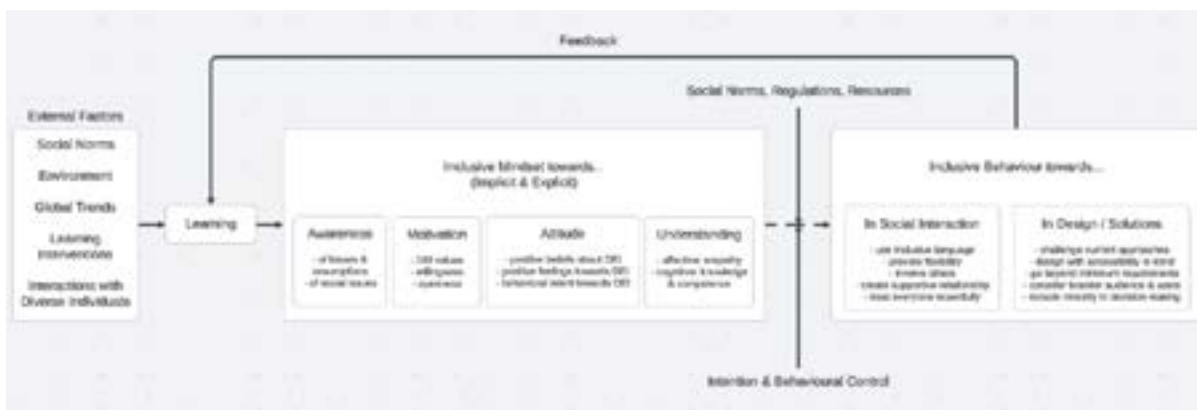 Feedback
Social Norms, Regulations, Resources
External Factors
Social Norms
Environment
Global Trends
Learning
Interventions
Interactions with
Diverse Individuals
Learning
Inclusive Mindset towards...
(Implicit & Explicit)
Awareness
- of biases &
assumptions
- of social issues
Motivation
- DEI values
- willingness
- openness
Attitude
- positive beliefs about DEI
- positive feelings towards DEI
- behavioral intent towards DEI
Understanding
- affective empathy
- cognitive knowledge
& competence
Inclusive Behaviour towards...
In Social Interaction
- use inclusive language
- provide flexibility
- involve others
- create supportive relationship
- treat everyone
In Design / Solutions
- challenge current approaches
- design with accessibility in mind
- go beyond minimum requirements
- consider broader audience & users
- include minority in decision-making
Intention & Behavioural Control